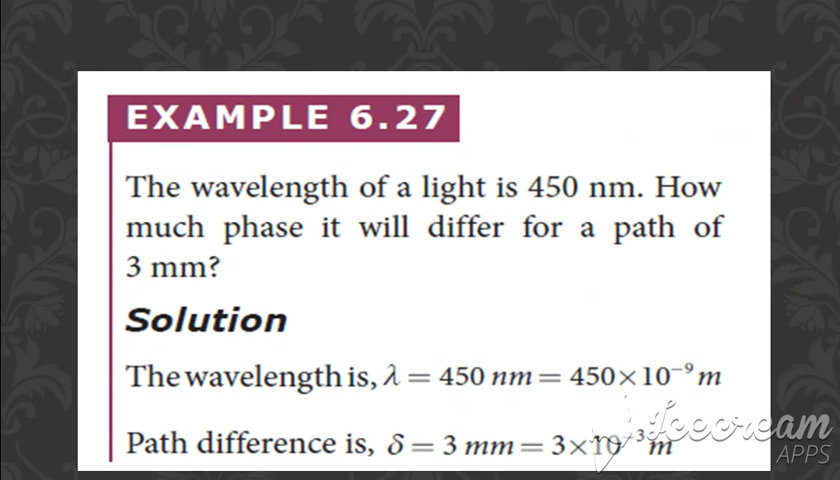 EXAMPLE 6.27
The wavelength of a light is 450 nm. How
much phase it will differ for a path of
3 mm?
Solution
The wavelength is, λ = 450 nm = 450×10⁻⁹ m
Path difference is, δ = 3 mm = 3×10⁻³ m
Icecream
APPS